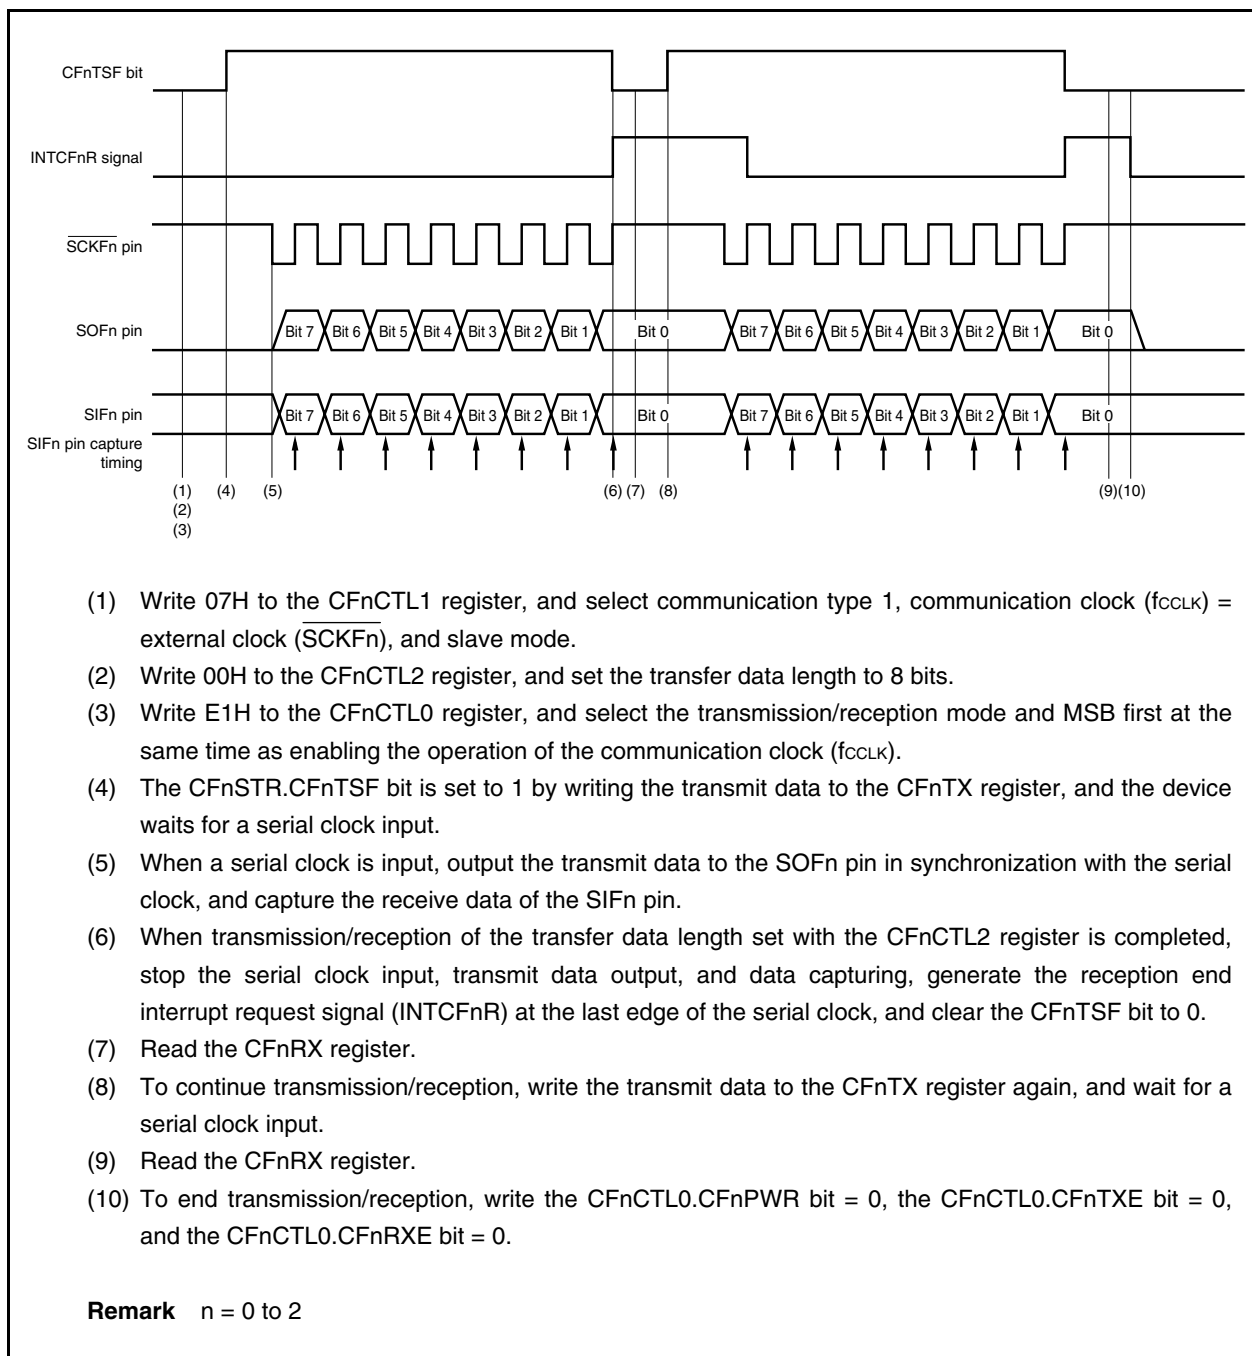 CFnTSF bit
INTCFnR signal
SCKFn pin
SOFn pin
Bit 7 Bit 6 Bit 5 Bit 4 Bit 3 Bit 2 Bit 1 Bit 0 Bit 7 Bit 6 Bit 5 Bit 4 Bit 3 Bit 2 Bit 1 Bit 0
SIFn pin
Bit 7 Bit 6 Bit 5 Bit 4 Bit 3 Bit 2 Bit 1 Bit 0 Bit 7 Bit 6 Bit 5 Bit 4 Bit 3 Bit 2 Bit 1 Bit 0
SIFn pin capture
timing
(1) (4) (5) (6) (7) (8) (9) (10)
(2)
(3)
(1) Write 07H to the CFnCTL1 register, and select communication type 1, communication clock (fCCLK) =
external clock (SCKFn), and slave mode.
(2) Write 00H to the CFnCTL2 register, and set the transfer data length to 8 bits.
(3) Write E1H to the CFnCTL0 register, and select the transmission/reception mode and MSB first at the
same time as enabling the operation of the communication clock (fCCLK).
(4) The CFnSTR.CFnTSF bit is set to 1 by writing the transmit data to the CFnTX register, and the device
waits for a serial clock input.
(5) When a serial clock is input, output the transmit data to the SOFn pin in synchronization with the serial
clock, and capture the receive data of the SIFn pin.
(6) When transmission/reception of the transfer data length set with the CFnCTL2 register is completed,
stop the serial clock input, transmit data output, and data capturing, generate the reception end
interrupt request signal (INTCFnR) at the last edge of the serial clock, and clear the CFnTSF bit to 0.
(7) Read the CFnRX register.
(8) To continue transmission/reception, write the transmit data to the CFnTX register again, and wait for a
serial clock input.
(9) Read the CFnRX register.
(10) To end transmission/reception, write the CFnCTL0.CFnPWR bit = 0, the CFnCTL0.CFnTXE bit = 0,
and the CFnCTL0.CFnRXE bit = 0.
Remark n = 0 to 2